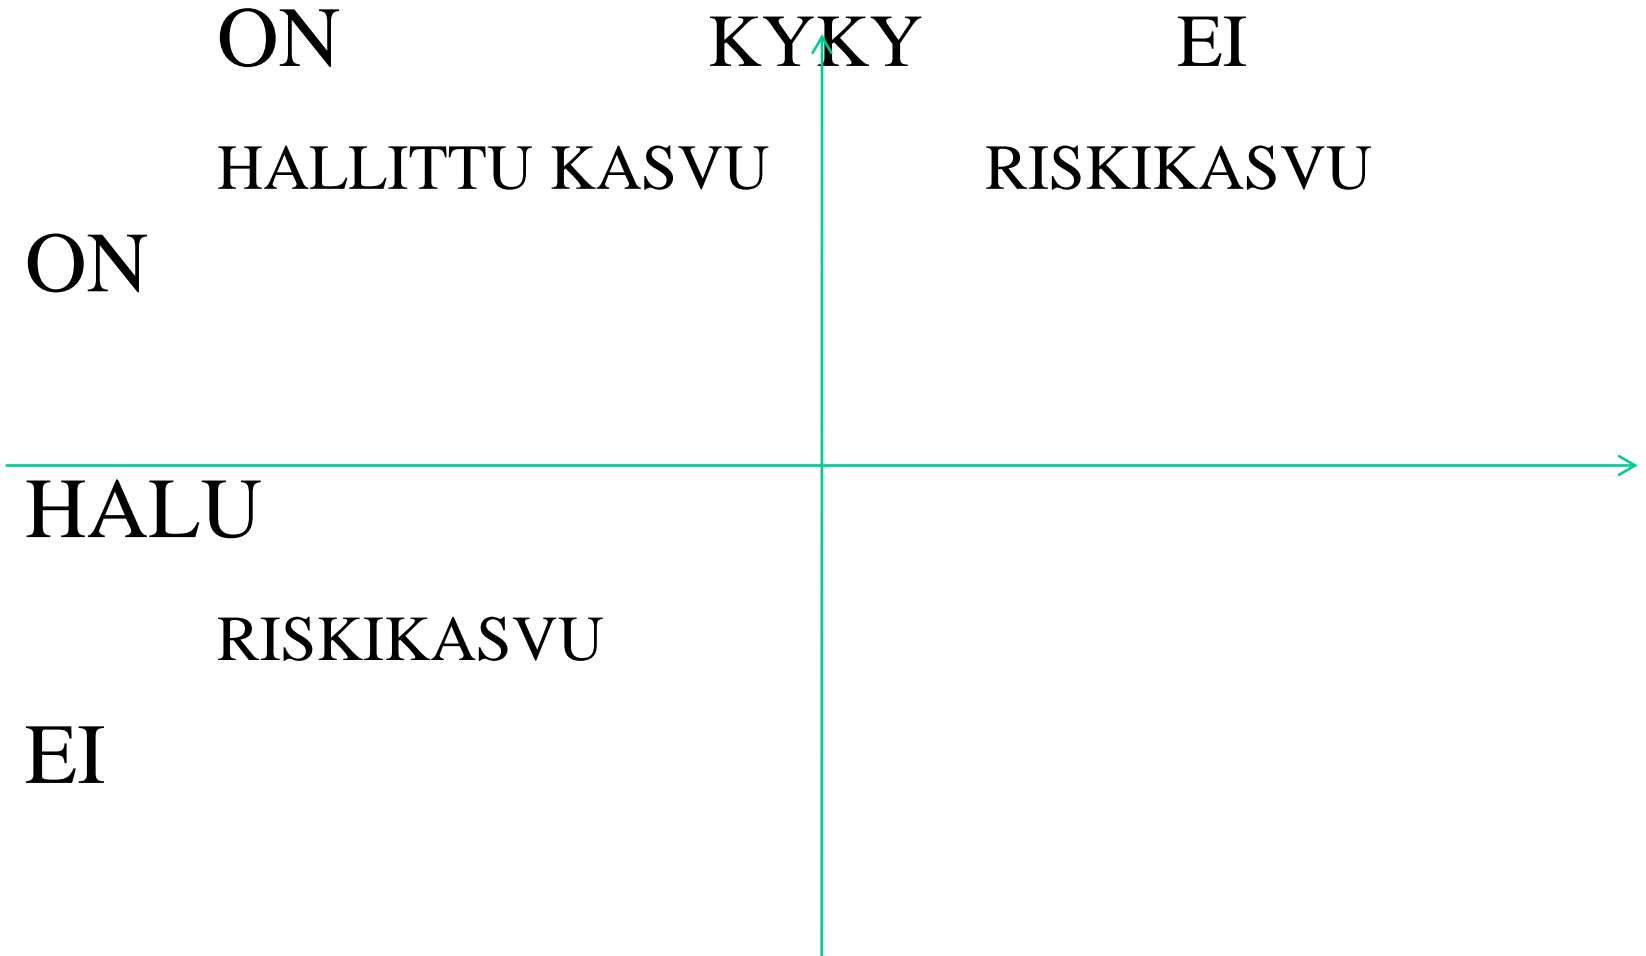 ON KYKY EI
HALLITTU KASVU RISKIKASVU
ON
HALU
RISKIKASVU
EI